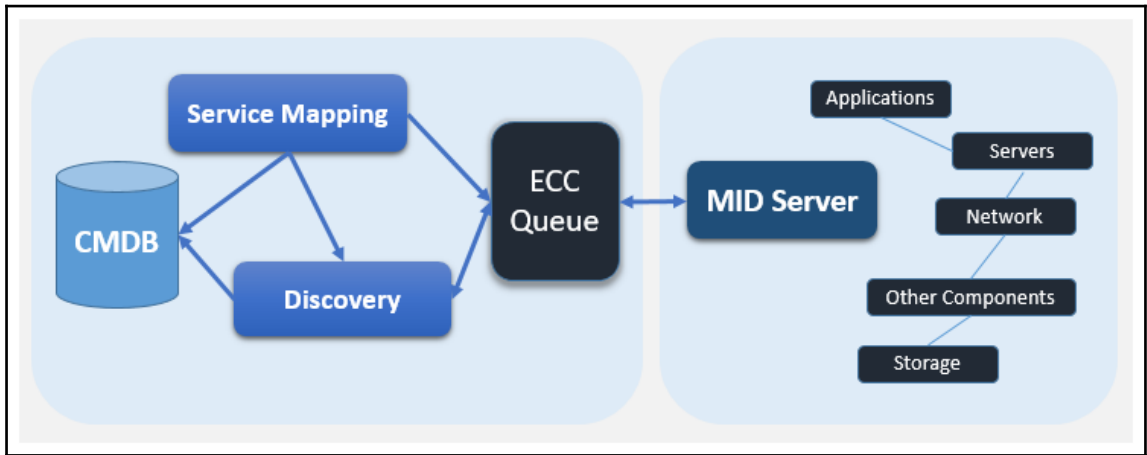 Service Mapping
CMDB
Discovery
ECC
Queue
MID Server
Applications
Servers
Network
Other Components
Storage